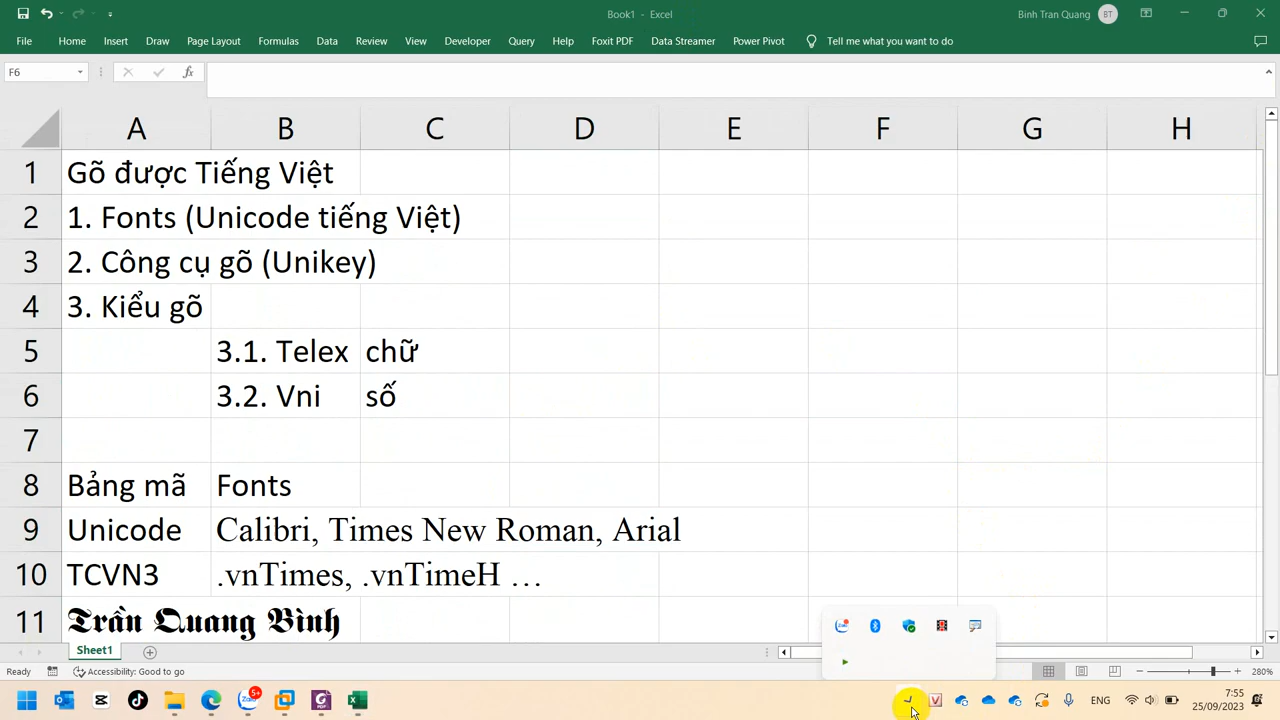 Book1 - Excel
Binh Tran Quang BT
File Home Insert Draw Page Layout Formulas Data Review View Developer Query Help Foxit PDF Data Streamer Power Pivot Tell me what you want to do
F6 fx
A B C D E F G H
1 Gõ được Tiếng Việt
2 1. Fonts (Unicode tiếng Việt)
3 2. Công cụ gõ (Unikey)
4 3. Kiểu gõ
5 3.1. Telex chữ
6 3.2. Vni số
7
8 Bảng mã Fonts
9 Unicode Calibri, Times New Roman, Arial
10 TCVN3 .vnTimes, .vnTimeH …
11 Trần Quang Bình
Sheet1
Ready Accessibility: Good to go 280%
Zalo 5+ V ENG 7:55
25/09/2023